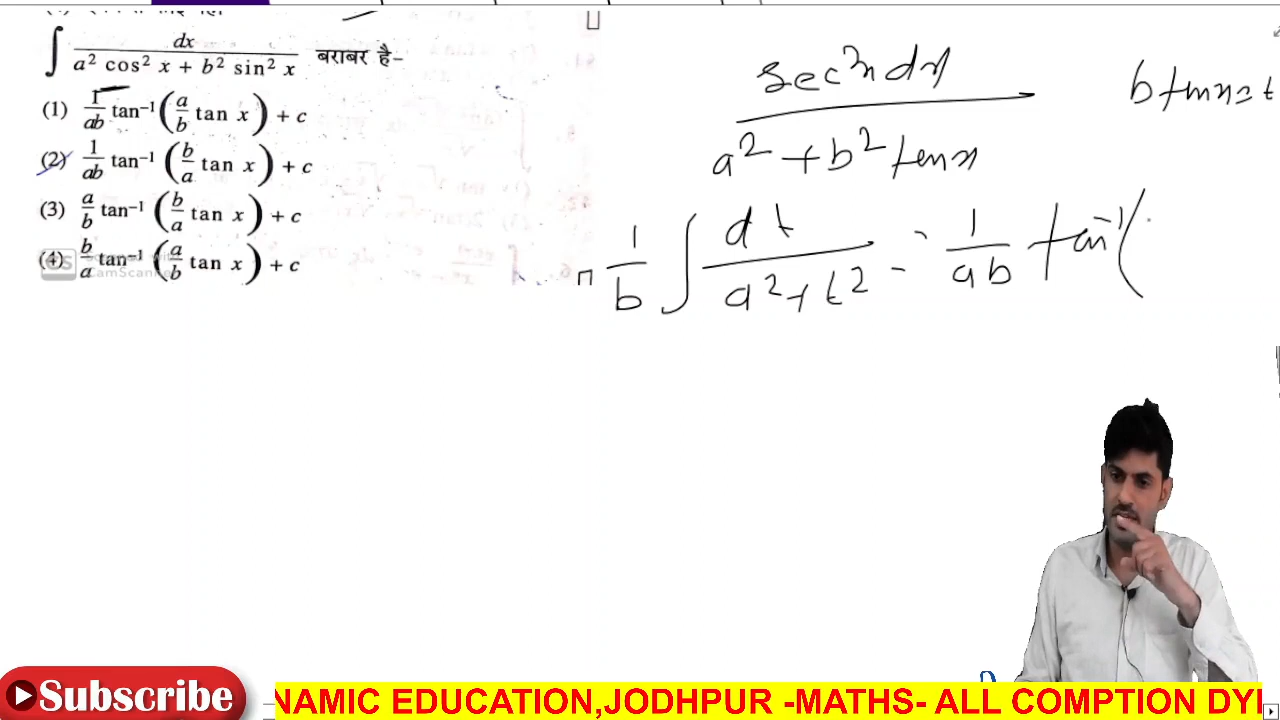 ∫ dx / (a² cos² x + b² sin² x) बराबर है–
(1) 1/ab tan⁻¹ (a/b tan x) + c
(2) 1/ab tan⁻¹ (b/a tan x) + c
(3) a/b tan⁻¹ (b/a tan x) + c
(4) b/a tan⁻¹ (a/b tan x) + c
CS
CamScanne
sec²x dx / (a² + b² tan x)
b tan x = t
1/b ∫ dt / (a² + t²) = 1/ab tan⁻¹(
Subscribe
NAMIC EDUCATION,JODHPUR -MATHS- ALL COMPTION DY